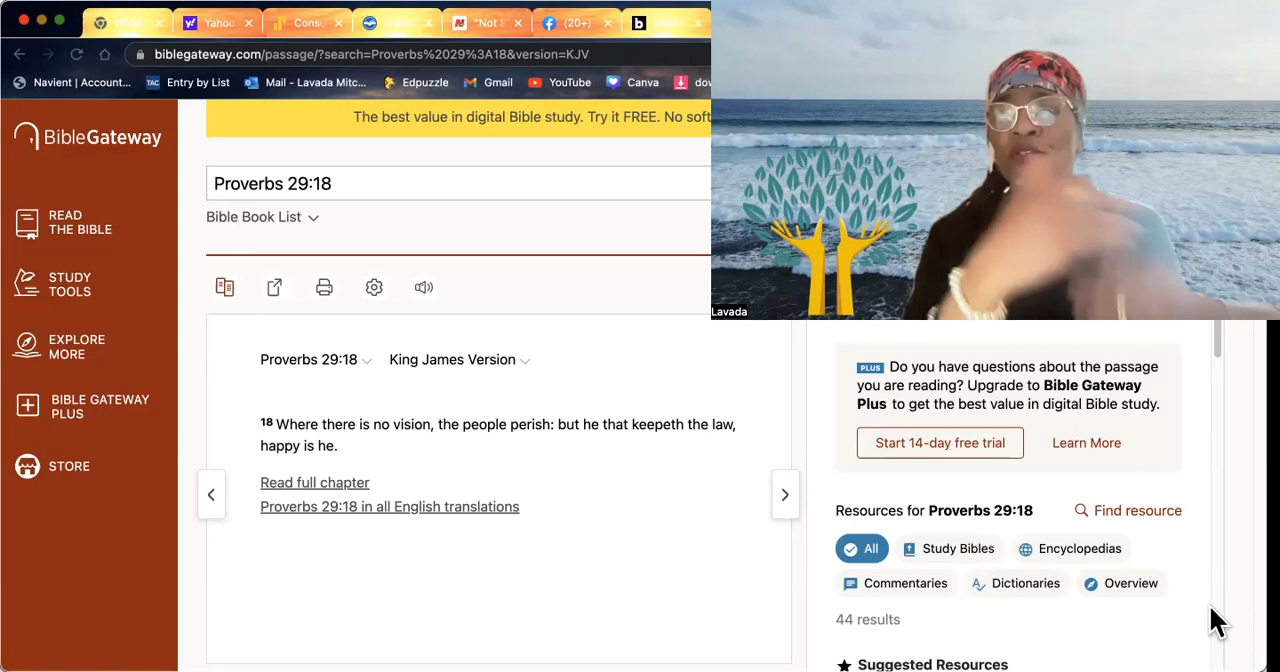 Yahoo
Consu
"Not E
(20+)
b
biblegateway.com/passage/?search=Proverbs%2029%3A18&version=KJV
Navient | Account...
TAC Entry by List
Mail - Lavada Mitc...
Edpuzzle
Gmail
YouTube
Canva
dow
BibleGateway
The best value in digital Bible study. Try it FREE. No soft
Proverbs 29:18
Bible Book List
READ
THE BIBLE
STUDY
TOOLS
EXPLORE
MORE
BIBLE GATEWAY
PLUS
STORE
Lavada
Proverbs 29:18 King James Version
18 Where there is no vision, the people perish: but he that keepeth the law,
happy is he.
Read full chapter
Proverbs 29:18 in all English translations
PLUS Do you have questions about the passage
you are reading? Upgrade to Bible Gateway
Plus to get the best value in digital Bible study.
Start 14-day free trial
Learn More
Resources for Proverbs 29:18
Find resource
All
Study Bibles
Encyclopedias
Commentaries
Dictionaries
Overview
44 results
Suggested Resources